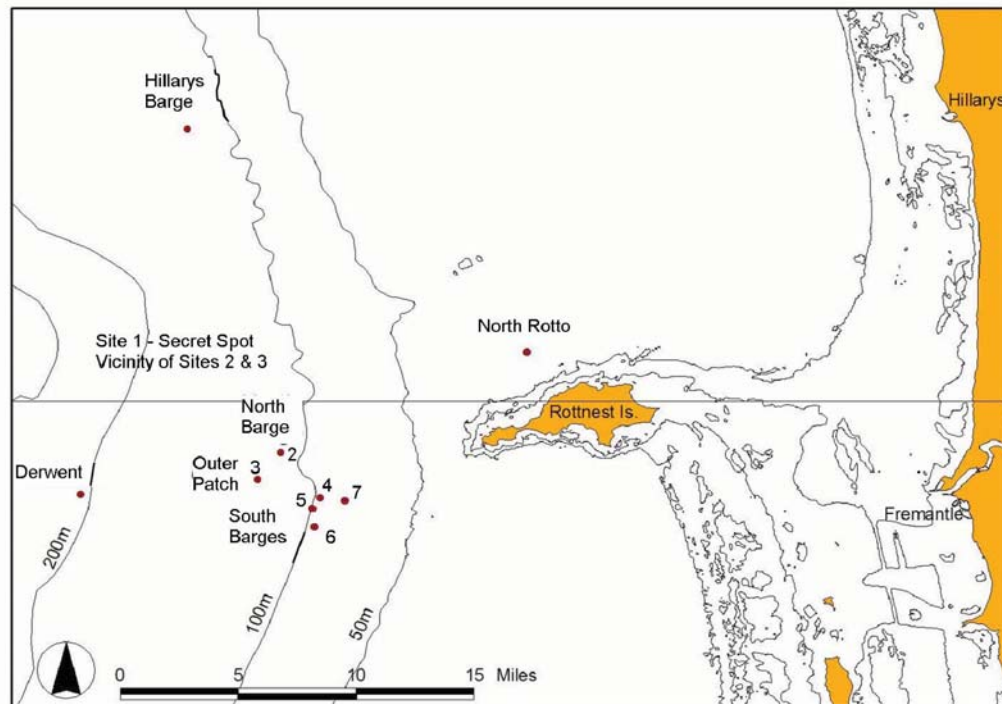 Hillarys
Barge
Hillarys
North Rotto
Site 1 - Secret Spot
Vicinity of Sites 2 & 3
North
Barge
2
Rottnest Is.
Outer
Patch
3
Derwent
4
7
5
South
Barges
6
Fremantle
200m
100m
50m
0
5
10
15
Miles